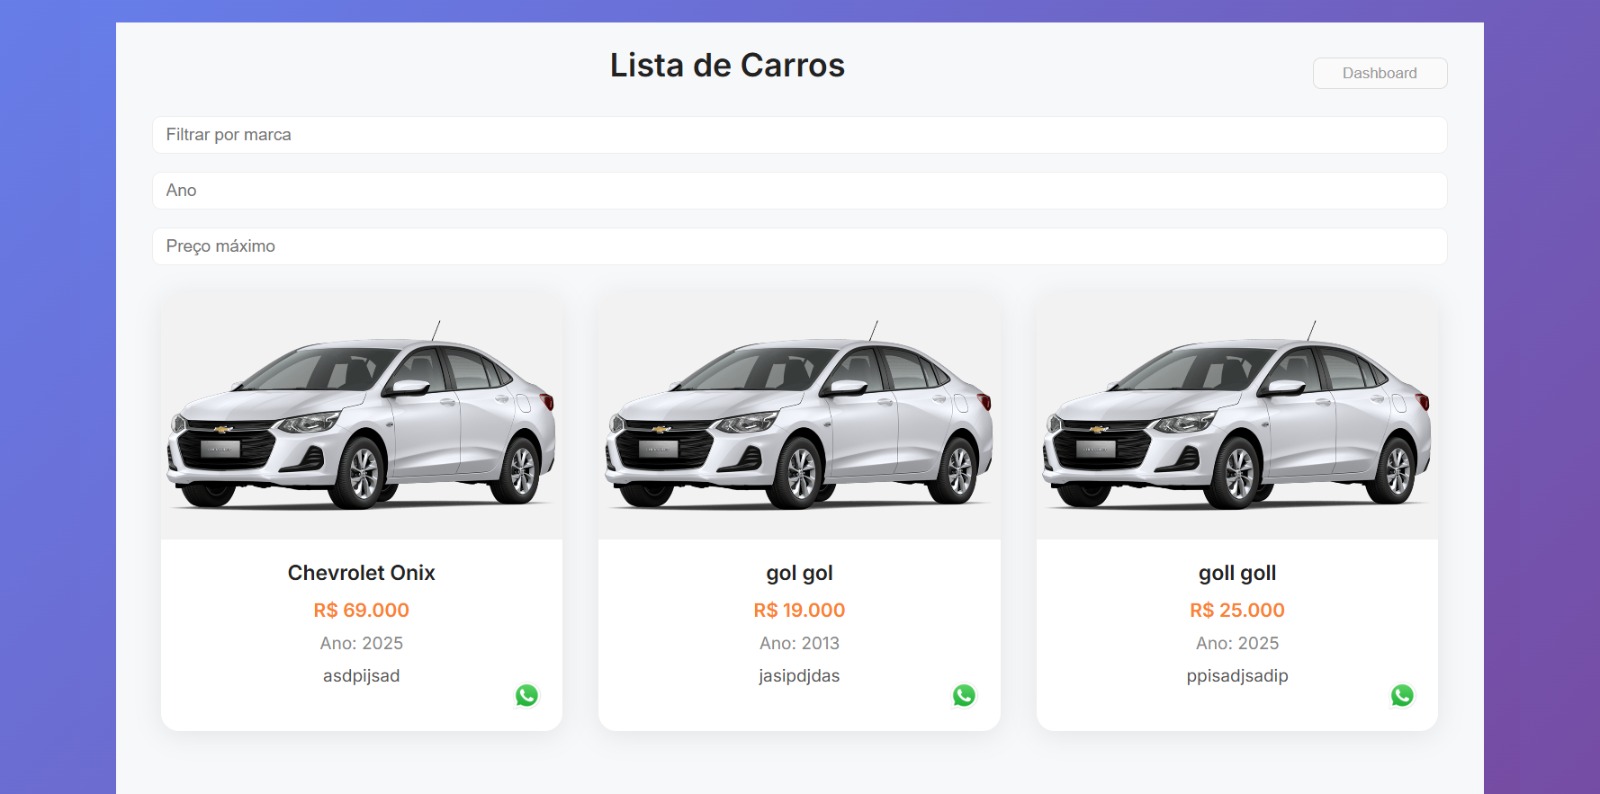 Lista de Carros
Dashboard
Filtrar por marca
Ano
Preço máximo
Chevrolet Onix
R$ 69.000
Ano: 2025
asdpijsad
gol gol
R$ 19.000
Ano: 2013
jasipdjdas
goll goll
R$ 25.000
Ano: 2025
ppisadjsadip